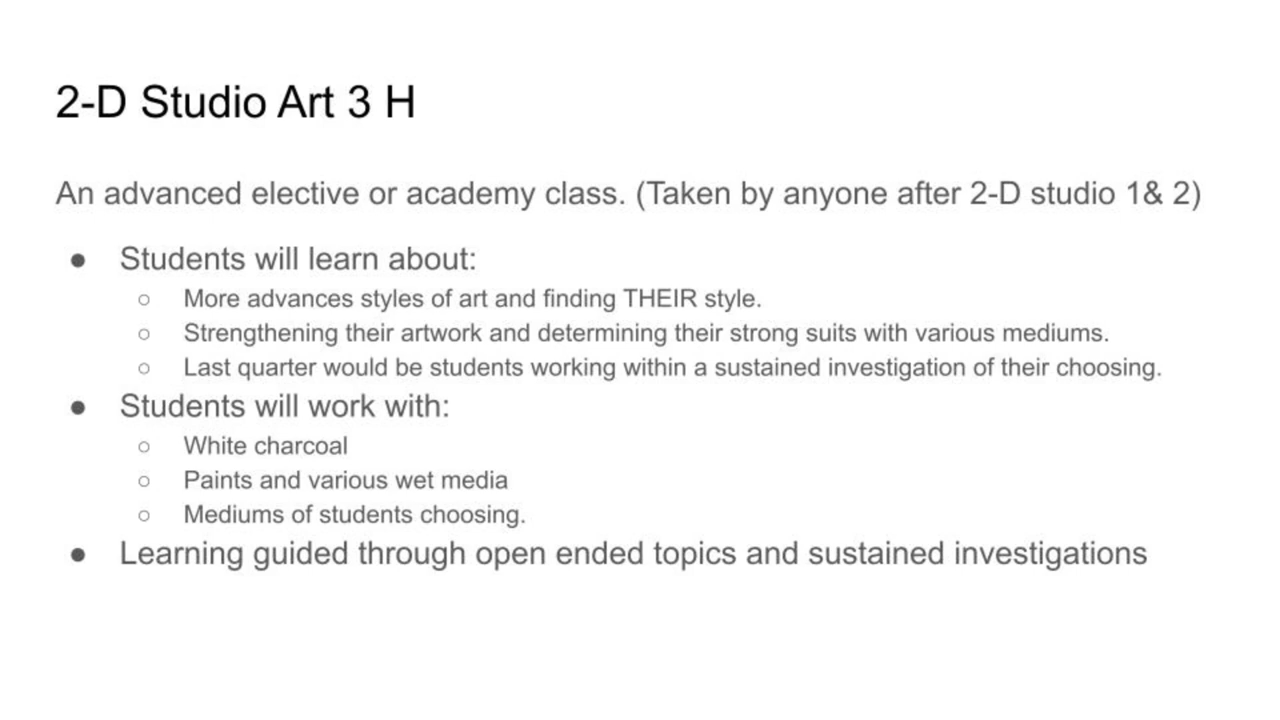 2-D Studio Art 3 H
An advanced elective or academy class. (Taken by anyone after 2-D studio 1& 2)
● Students will learn about:
○ More advances styles of art and finding THEIR style.
○ Strengthening their artwork and determining their strong suits with various mediums.
○ Last quarter would be students working within a sustained investigation of their choosing.
● Students will work with:
○ White charcoal
○ Paints and various wet media
○ Mediums of students choosing.
● Learning guided through open ended topics and sustained investigations